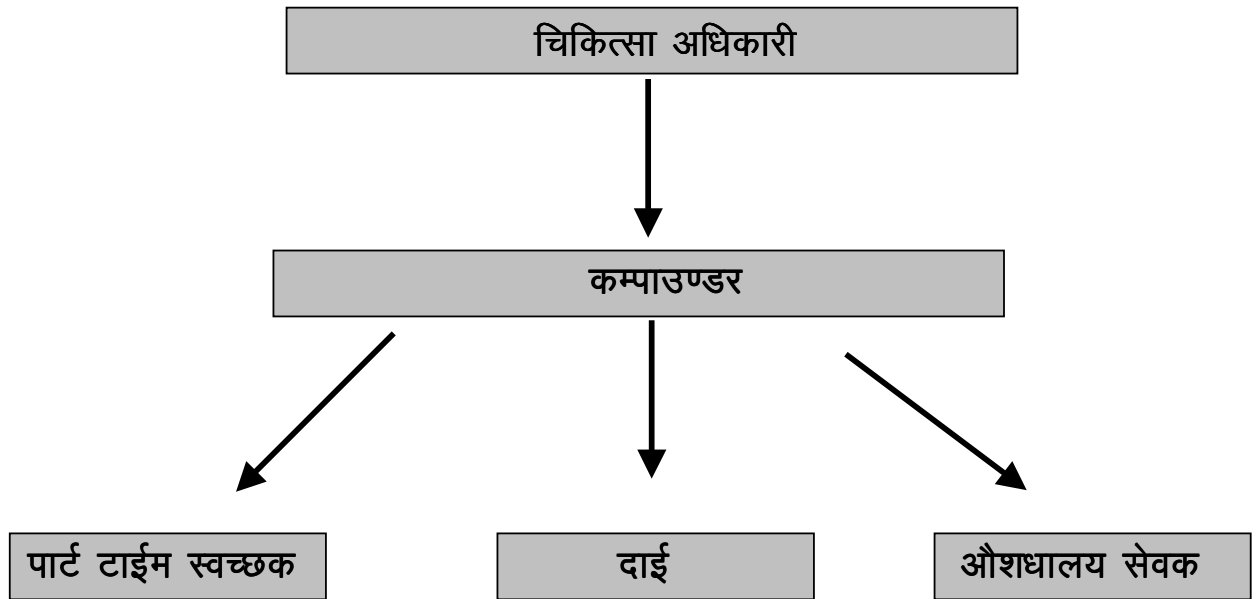 चिकित्सा अधिकारी
कम्पाउण्डर
पार्ट टाईम स्वच्छक
दाई
औशधालय सेवक